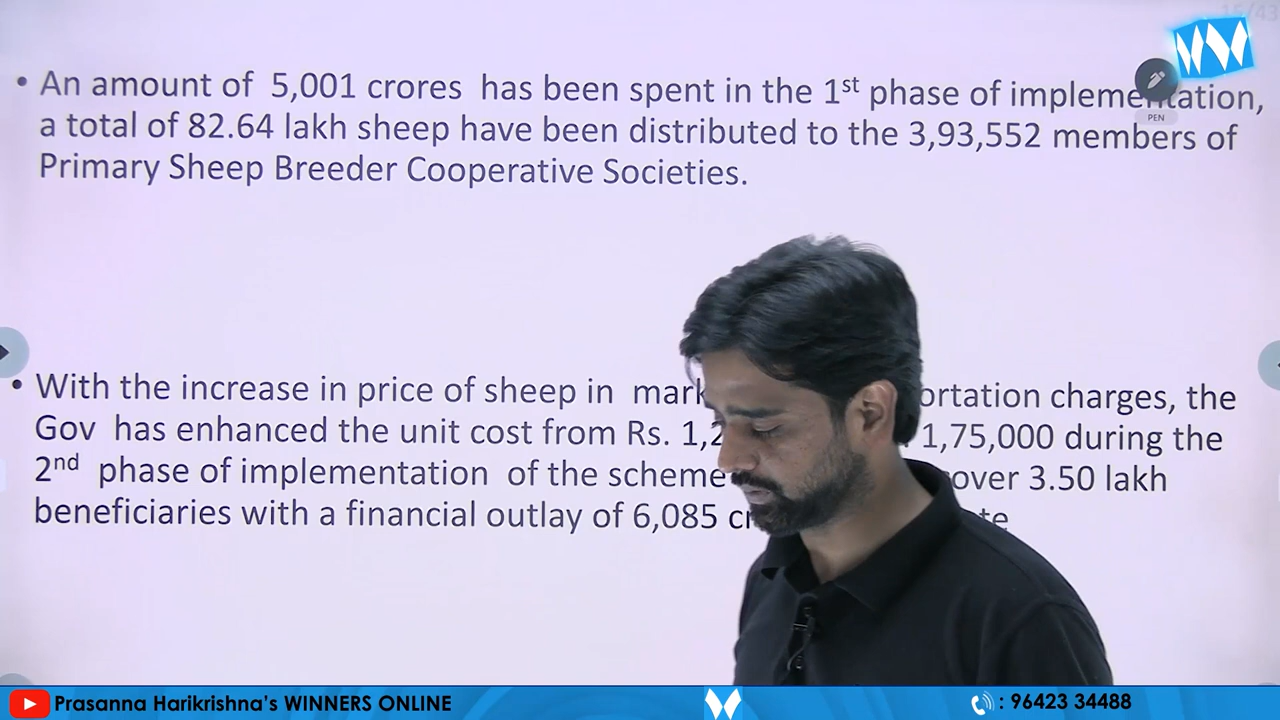 15/43
• An amount of 5,001 crores has been spent in the 1st phase of implementation,
a total of 82.64 lakh sheep have been distributed to the 3,93,552 members of
Primary Sheep Breeder Cooperative Societies.
PEN
• With the increase in price of sheep in charges, the
Gov has enhanced the unit cost from Rs. 1,75,000 during the
2nd phase of implementation of the scheme over 3.50 lakh
beneficiaries with a financial outlay of 6,085
Prasanna Harikrishna's WINNERS ONLINE
: 96423 34488